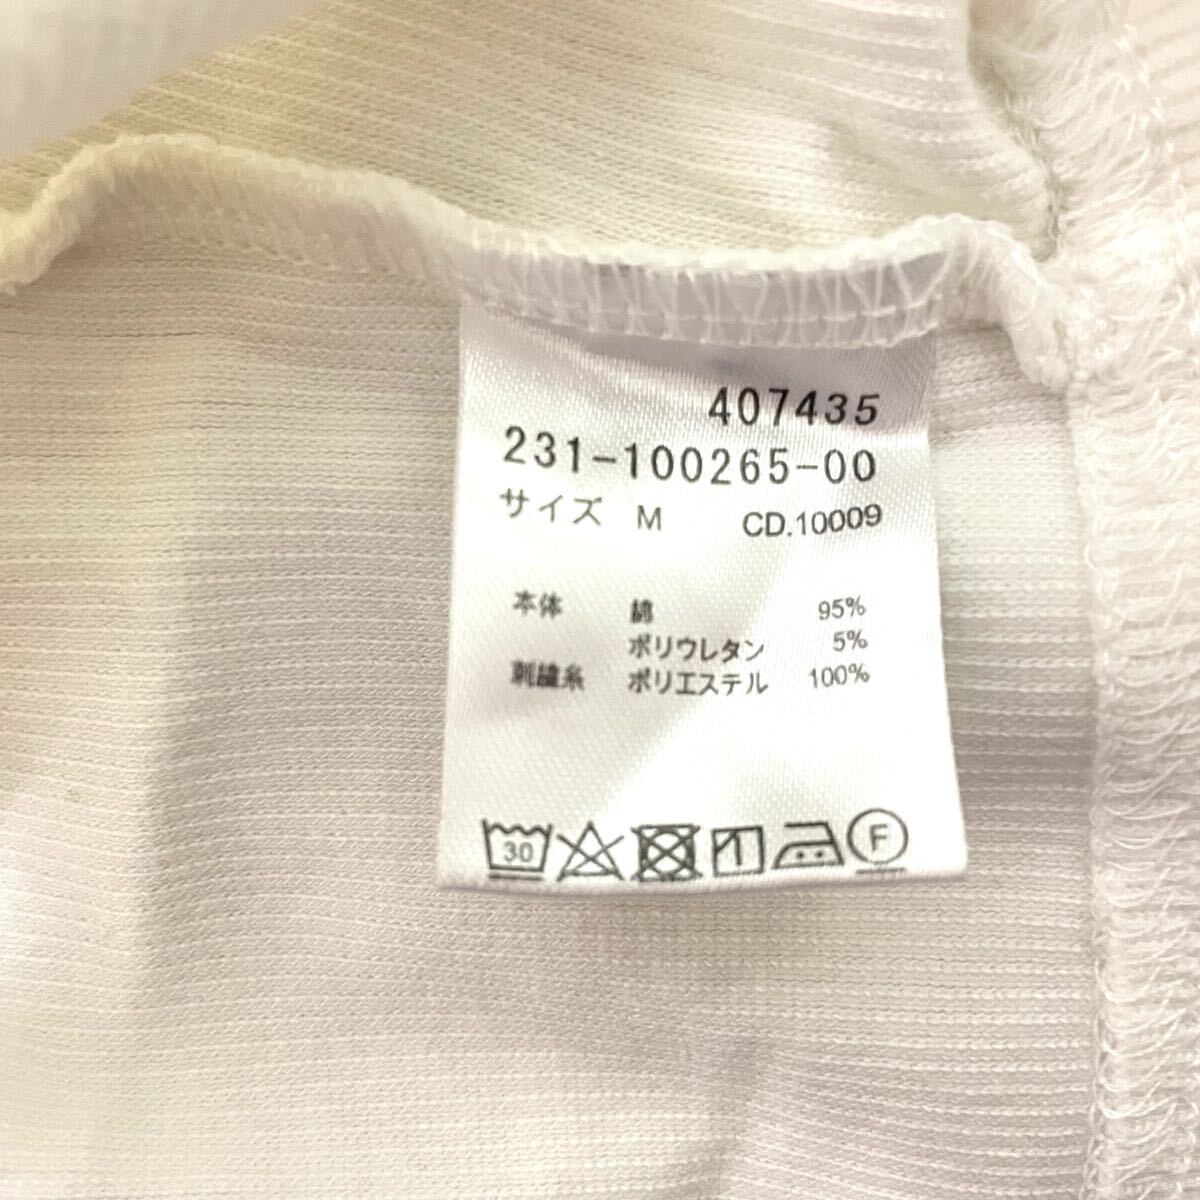 407435
231-100265-00
サイズ M CD.10009
本体 綿 95%
ポリウレタン 5%
刺繍糸 ポリエステル 100%
30 F